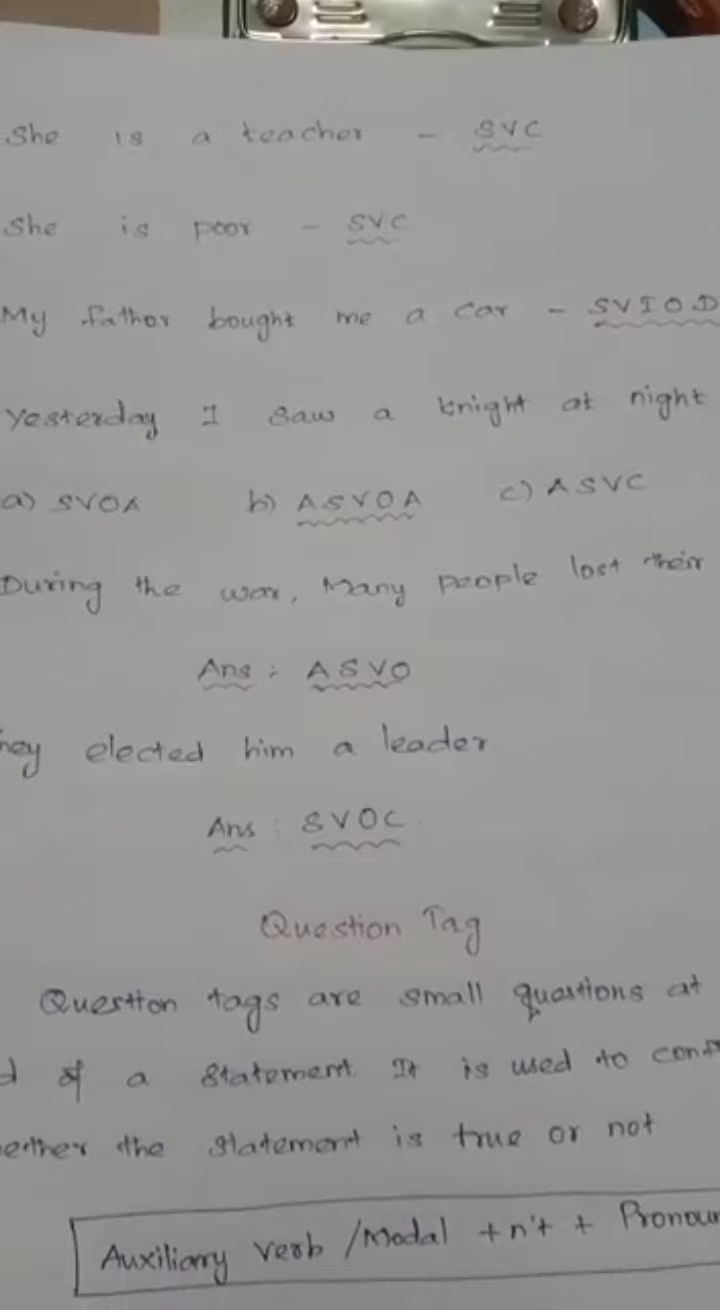 She is a teacher - SVC
She is poor - SVC
My father bought me a car - SVIOD
Yesterday I saw a knight at night
a) SVOA b) ASVOA c) ASVC
During the war, Many people lost their
Ans : ASVO
hey elected him a leader
Ans : SVOC
Question Tag
Question tags are small questions at
d of a statement It is used to conf
ether the statement is true or not
Auxiliary verb /Modal + n't + Pronoun